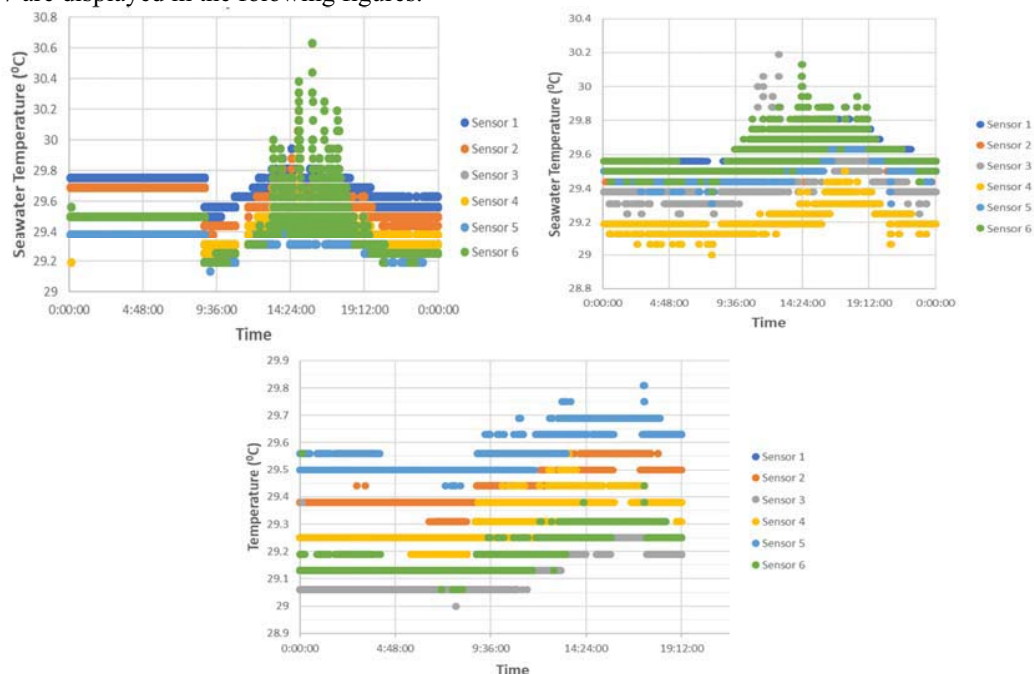 are displayed in the folowing figures.
Seawater Temperature (⁰C)
30.8
30.6
30.4
30.2
30
29.8
29.6
29.4
29.2
29
0:00:00 4:48:00 9:36:00 14:24:00 19:12:00 0:00:00
Time
Sensor 1
Sensor 2
Sensor 3
Sensor 4
Sensor 5
Sensor 6
Seawater Temperature (⁰C)
30.4
30.2
30
29.8
29.6
29.4
29.2
29
28.8
0:00:00 4:48:00 9:36:00 14:24:00 19:12:00 0:00:00
Time
Sensor 1
Sensor 2
Sensor 3
Sensor 4
Sensor 5
Sensor 6
Temperature (⁰C)
29.9
29.8
29.7
29.6
29.5
29.4
29.3
29.2
29.1
29
28.9
0:00:00 4:48:00 9:36:00 14:24:00 19:12:00
Time
Sensor 1
Sensor 2
Sensor 3
Sensor 4
Sensor 5
Sensor 6